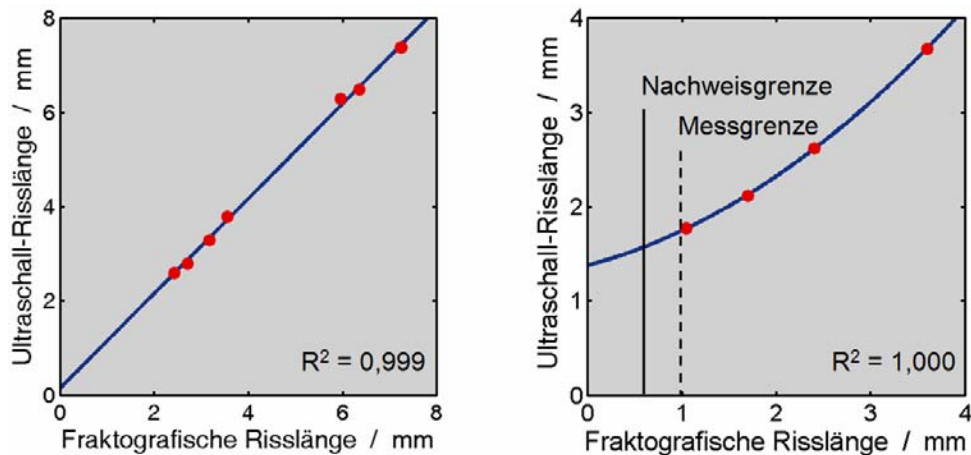 Ultraschall-Risslänge / mm
8
6
4
2
0
R² = 0,999
0 2 4 6 8
Fraktografische Risslänge / mm
Ultraschall-Risslänge / mm
4
3
2
1
0
Nachweisgrenze
Messgrenze
R² = 1,000
0 1 2 3 4
Fraktografische Risslänge / mm